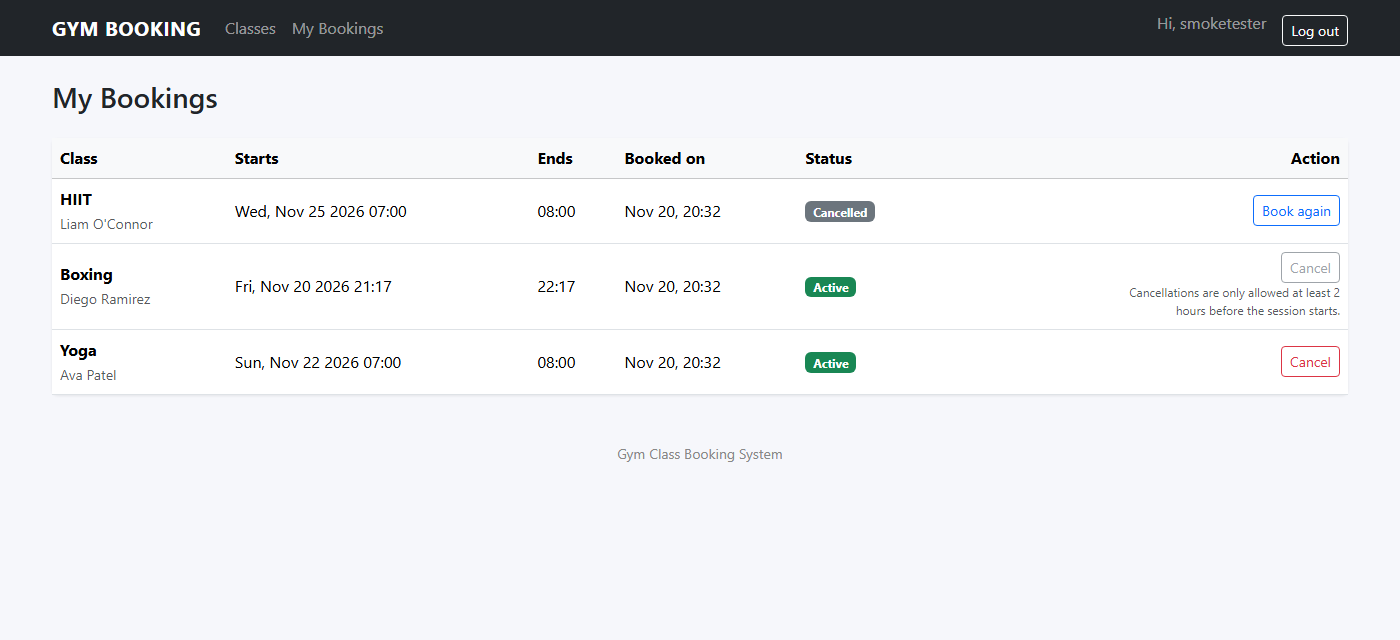 GYM BOOKING Classes My Bookings Hi, smoketester Log out
My Bookings
Class Starts Ends Booked on Status Action
HIIT
Liam O'Connor
Wed, Nov 25 2026 07:00 08:00 Nov 20, 20:32 Cancelled Book again
Boxing
Diego Ramirez
Fri, Nov 20 2026 21:17 22:17 Nov 20, 20:32 Active Cancel
Cancellations are only allowed at least 2
hours before the session starts.
Yoga
Ava Patel
Sun, Nov 22 2026 07:00 08:00 Nov 20, 20:32 Active Cancel
Gym Class Booking System